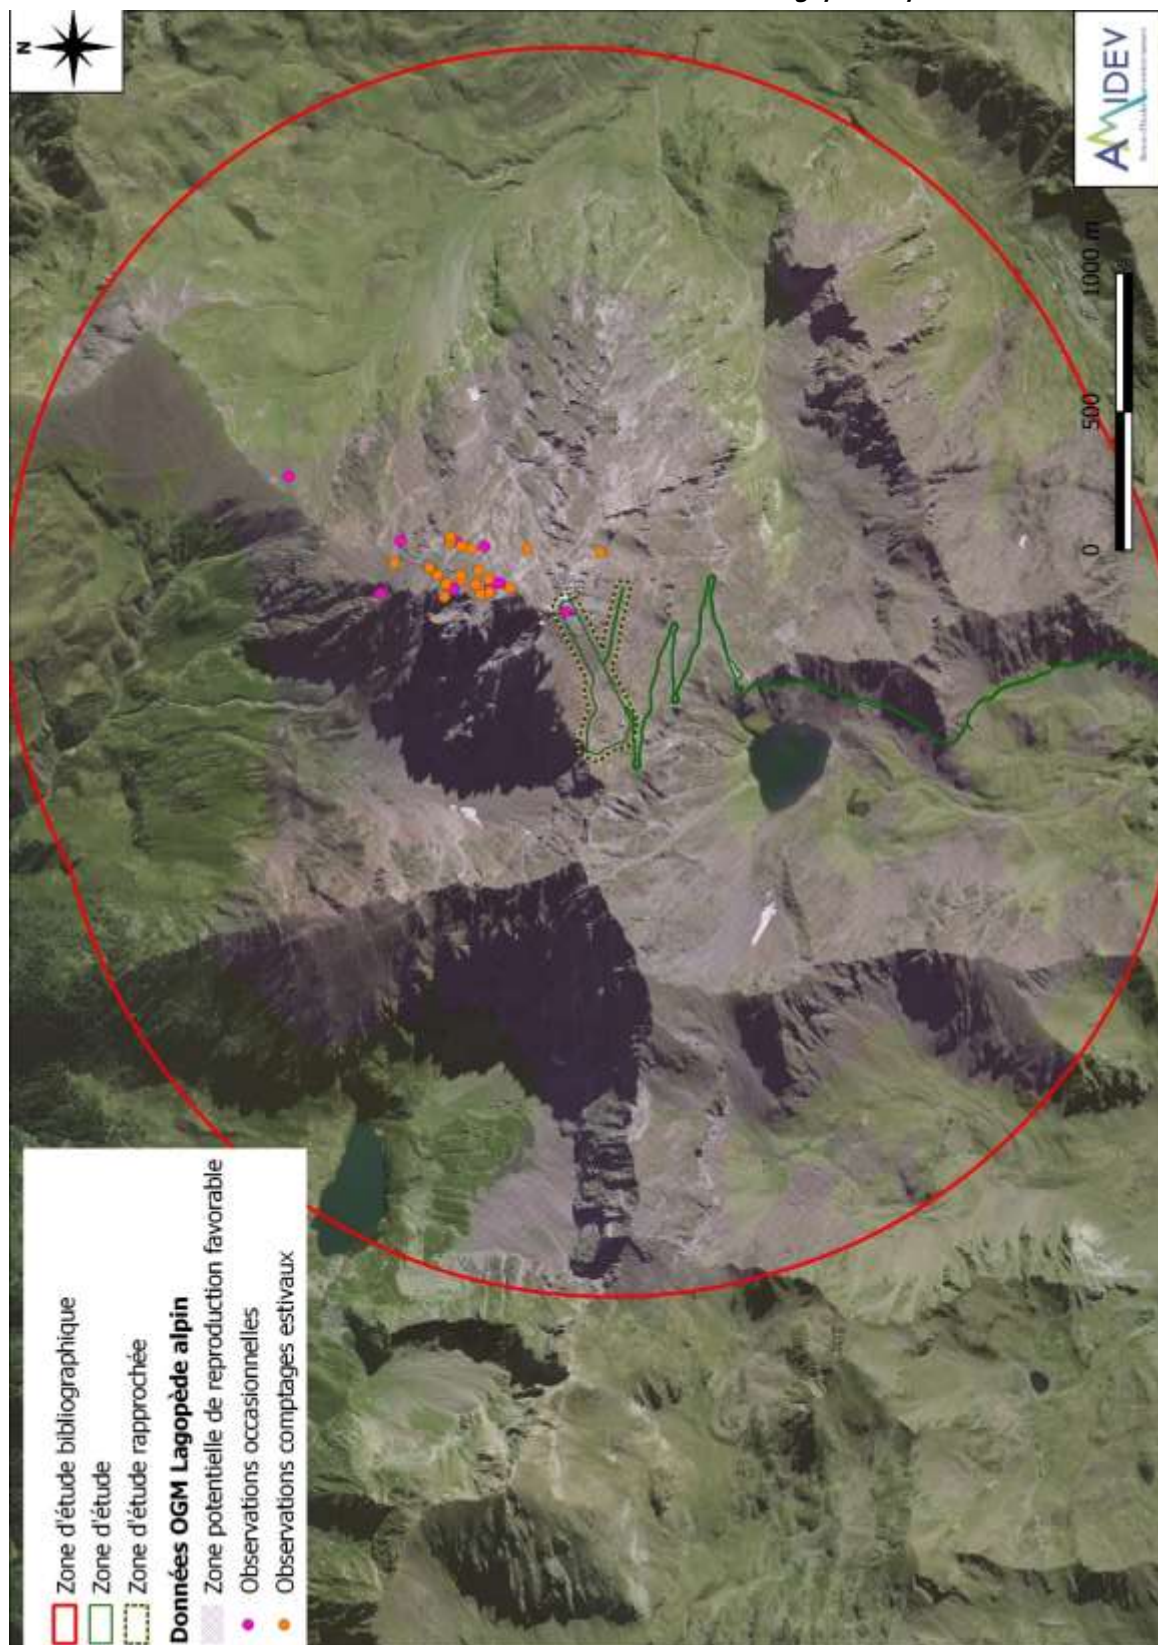 N
Zone d'étude bibliographique
Zone d'étude
Zone d'étude rapprochée
Données OGM Lagopède alpin
Zone potentielle de reproduction favorable
Observations occasionnelles
Observations comptages estivaux
0 500 1000 m
AMIDEV